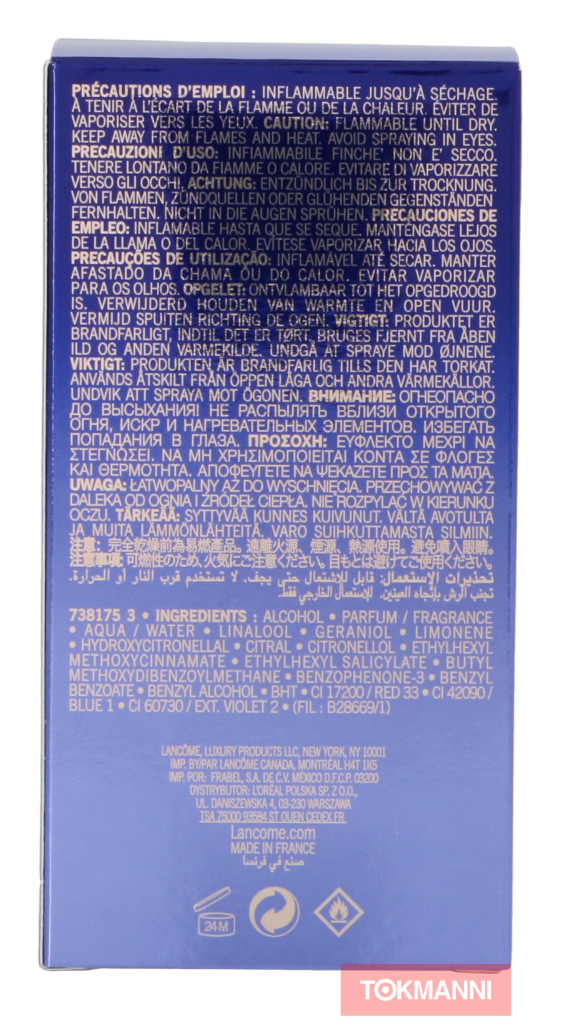 PRÉCAUTIONS D'EMPLOI : INFLAMMABLE JUSQU'À SÉCHAGE.
À TENIR À L'ÉCART DE LA FLAMME OU DE LA CHALEUR. ÉVITER DE
VAPORISER VERS LES YEUX. CAUTION: FLAMMABLE UNTIL DRY.
KEEP AWAY FROM FLAMES AND HEAT. AVOID SPRAYING IN EYES.
PRECAUZIONI D'USO: INFIAMMABILE FINCHE' NON E' SECCO.
TENERE LONTANO DA FIAMME O CALORE. EVITARE DI VAPORIZZARE
VERSO GLI OCCHI. ACHTUNG: ENTZÜNDLICH BIS ZUR TROCKNUNG.
VON FLAMMEN, ZÜNDQUELLEN ODER GLÜHENDEN GEGENSTÄNDEN
FERNHALTEN. NICHT IN DIE AUGEN SPRÜHEN. PRECAUCIONES DE
EMPLEO: INFLAMABLE HASTA QUE SE SEQUE. MANTÉNGASE LEJOS
DE LA LLAMA O DEL CALOR. EVÍTESE VAPORIZAR HACIA LOS OJOS.
PRECAUÇÕES DE UTILIZAÇÃO: INFLAMÁVEL ATÉ SECAR. MANTER
AFASTADO DA CHAMA OU DO CALOR. EVITAR VAPORIZAR
PARA OS OLHOS. OPGELET: ONTVLAMBAAR TOT HET OPGEDROOGD
IS. VERWIJDERD HOUDEN VAN WARMTE EN OPEN VUUR.
VERMIJD SPUITEN RICHTING DE OGEN. VIGTIGT: PRODUKTET ER
BRANDFARLIGT, INDTIL DET ER TØRT. BRUGES FJERNT FRA ÅBEN
ILD OG ANDEN VARMEKILDE. UNDGÅ AT SPRAYE MOD ØJNENE.
VIKTIGT: PRODUKTEN ÄR BRANDFARLIG TILLS DEN HAR TORKAT.
ANVÄNDS ÅTSKILT FRÅN ÖPPEN LÅGA OCH ANDRA VÄRMEKÄLLOR.
UNDVIK ATT SPRAYA MOT ÖGONEN. ВНИМАНИЕ: ОГНЕОПАСНО
ДО ВЫСЫХАНИЯ! НЕ РАСПЫЛЯТЬ ВБЛИЗИ ОТКРЫТОГО
ОГНЯ, ИСКР И НАГРЕВАТЕЛЬНЫХ ЭЛЕМЕНТОВ. ИЗБЕГАТЬ
ПОПАДАНИЯ В ГЛАЗА. ΠΡΟΣΟΧΗ: ΕΥΦΛΕΚΤΟ ΜΕΧΡΙ ΝΑ
ΣΤΕΓΝΩΣΕΙ. ΝΑ ΜΗ ΧΡΗΣΙΜΟΠΟΙΕΙΤΑΙ ΚΟΝΤΑ ΣΕ ΦΛΟΓΕΣ
ΚΑΙ ΘΕΡΜΟΤΗΤΑ. ΑΠΟΦΕΥΓΕΤΕ ΝΑ ΨΕΚΑΖΕΤΕ ΠΡΟΣ ΤΑ ΜΑΤΙΑ.
UWAGA: ŁATWOPALNY AŻ DO WYSCHNIĘCIA. PRZECHOWYWAĆ Z
DALEKA OD OGNIA I ŹRÓDEŁ CIEPŁA. NIE ROZPYLAĆ W KIERUNKU
OCZU. TÄRKEÄÄ: SYTTYVÄÄ KUNNES KUIVUNUT. VÄLTÄ AVOTULTA
JA MUITA LÄMMÖNLÄHTEITÄ. VARO SUIHKUTTAMASTA SILMIIN.
注意：完全乾燥前為易燃產品。遠離火源、煙源、熱源使用。避免噴入眼睛。
注意事項：可燃性のため、火気にご注意ください。目もとは避けてご使用ください。
تحذيرات الإستعمال: قابل للإشتعال حتى يجف. لا تستخدم قرب النار أو الحرارة.
تجنب الرش بإتجاه العينين. للإستعمال الخارجي فقط.
738175 3 • INGREDIENTS : ALCOHOL • PARFUM / FRAGRANCE
• AQUA / WATER • LINALOOL • GERANIOL • LIMONENE
• HYDROXYCITRONELLAL • CITRAL • CITRONELLOL • ETHYLHEXYL
METHOXYCINNAMATE • ETHYLHEXYL SALICYLATE • BUTYL
METHOXYDIBENZOYLMETHANE • BENZOPHENONE-3 • BENZYL
BENZOATE • BENZYL ALCOHOL • BHT • CI 17200 / RED 33 • CI 42090 /
BLUE 1 • CI 60730 / EXT. VIOLET 2 • (FIL : B28669/1)
LANCÔME, LUXURY PRODUCTS LLC, NEW YORK, NY 10001
IMP. BY/PAR LANCÔME CANADA, MONTRÉAL H4T 1K5
IMP. POR: FRABEL, S.A. DE C.V. MÉXICO D.F. C.P. 03200
DYSTRYBUTOR: L'ORÉAL POLSKA SP. Z O.O.,
UL. DANISZEWSKA 4, 03-230 WARSZAWA
TSA 75000 93584 ST OUEN CEDEX FR.
Lancome.com
MADE IN FRANCE
صنع في فرنسا
24M
TOKMANNI